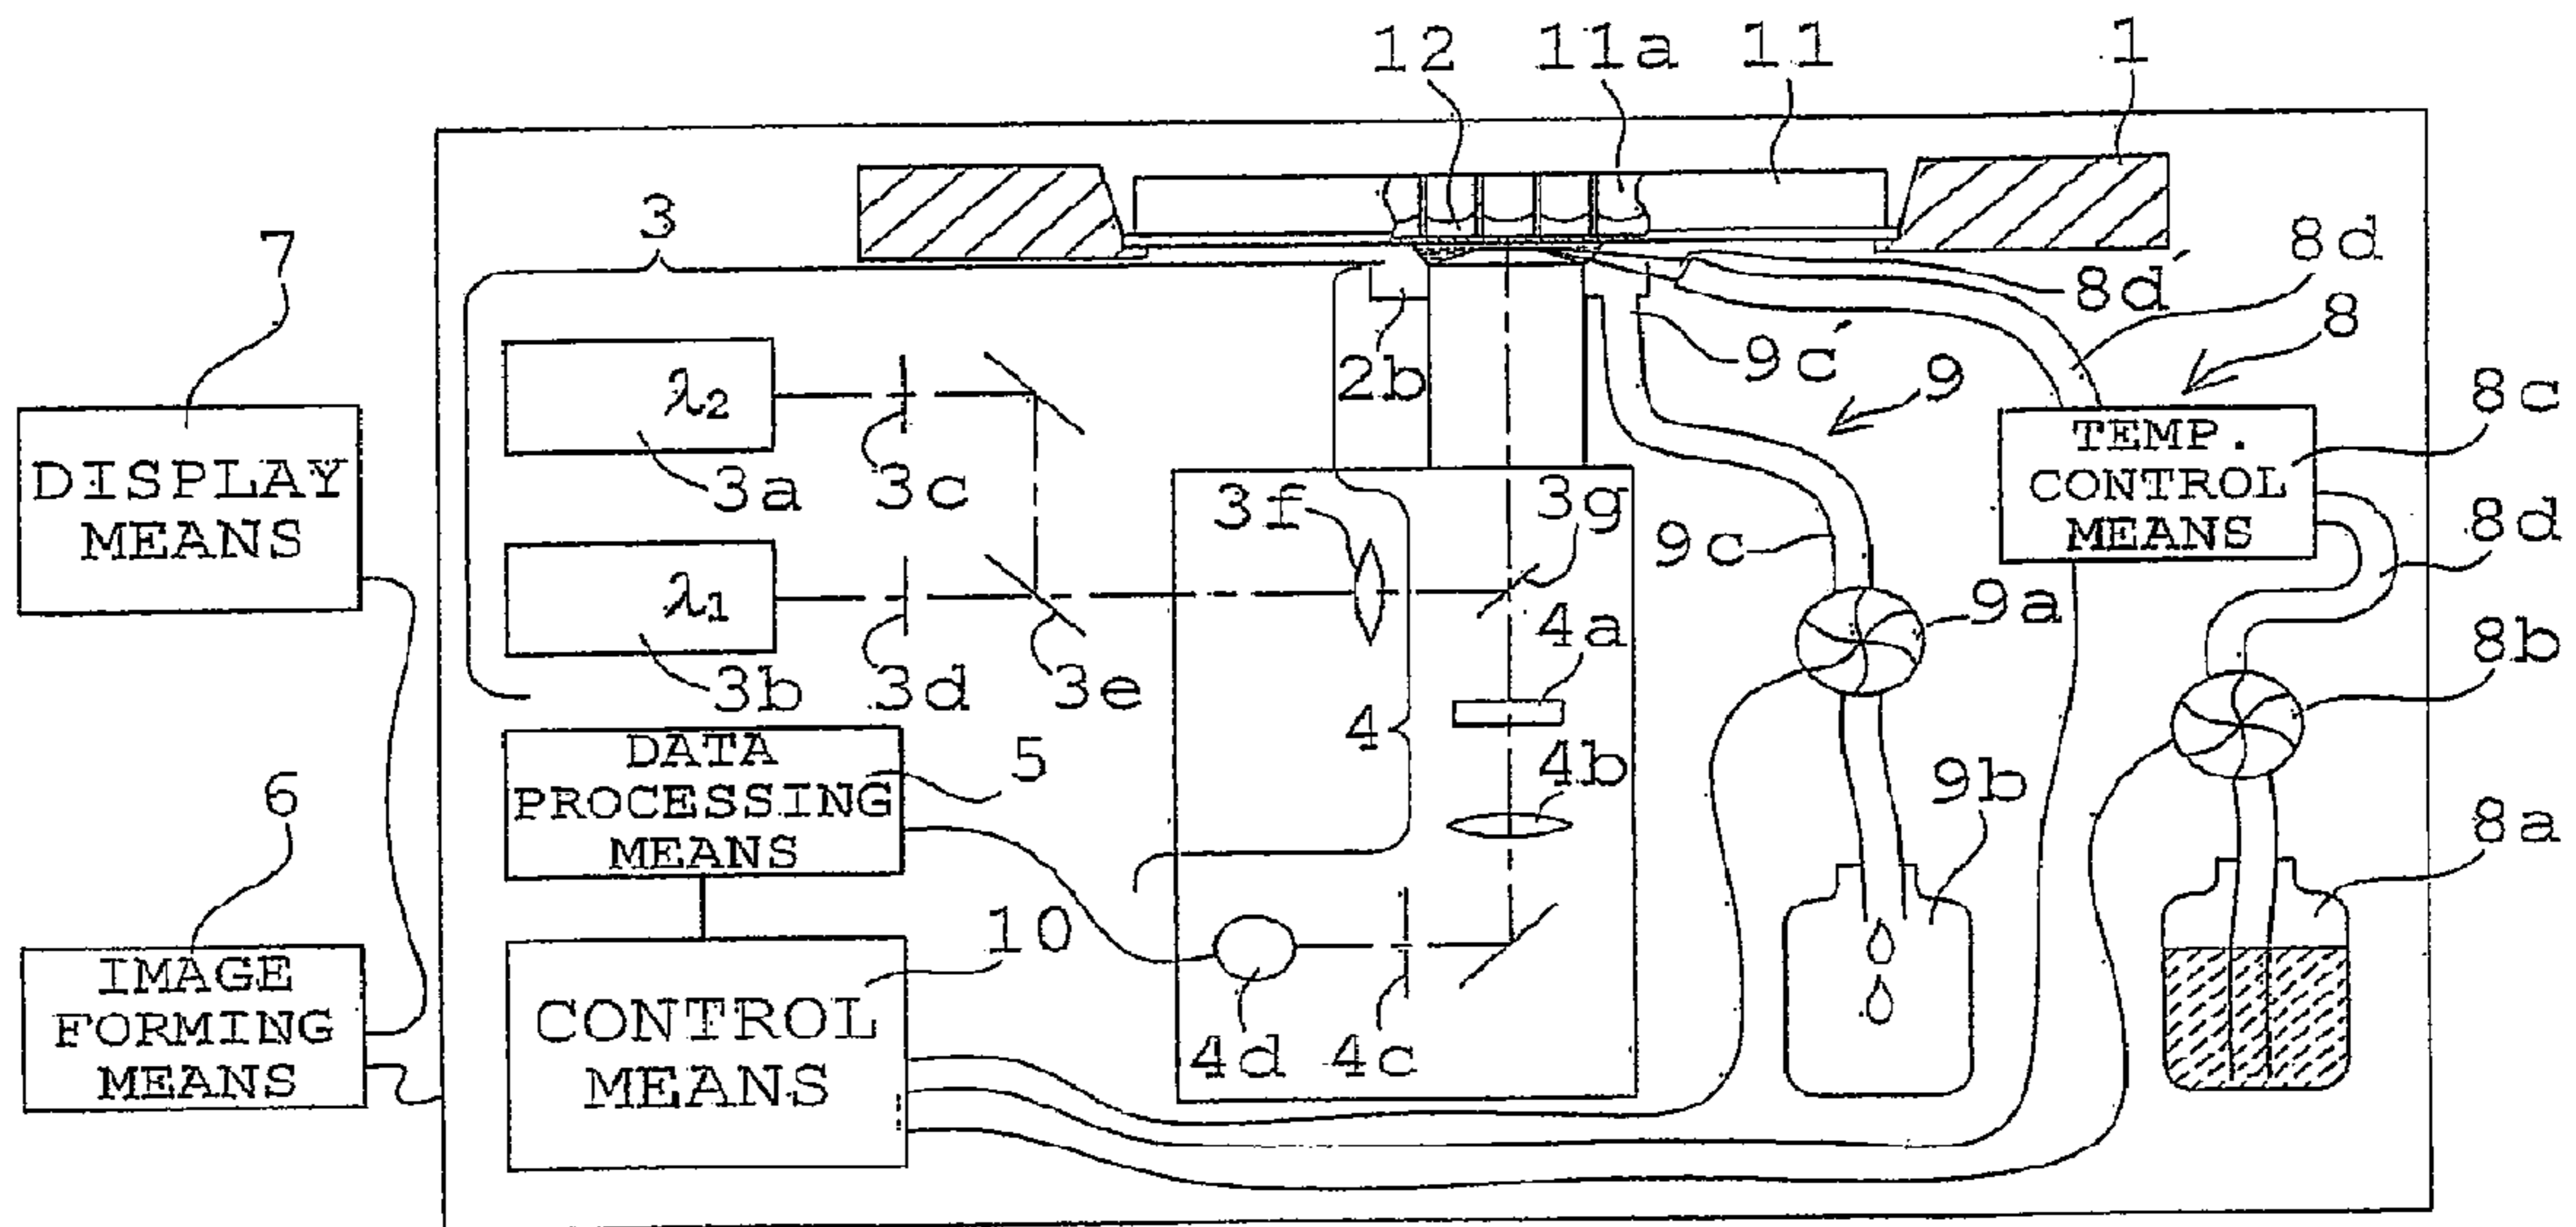 12 11a 11 1
3
7
8d
8d′
8
2b
9c′
9
8c
λ2
TEMP.
CONTROL
MEANS
DISPLAY
MEANS
3a
3c
3f
3g
9c
8d
λ1
4a
9a
8b
3b
3d
3e
4
4b
DATA
PROCESSING
MEANS
5
9b
8a
6
10
IMAGE
FORMING
MEANS
CONTROL
MEANS
4d
4c